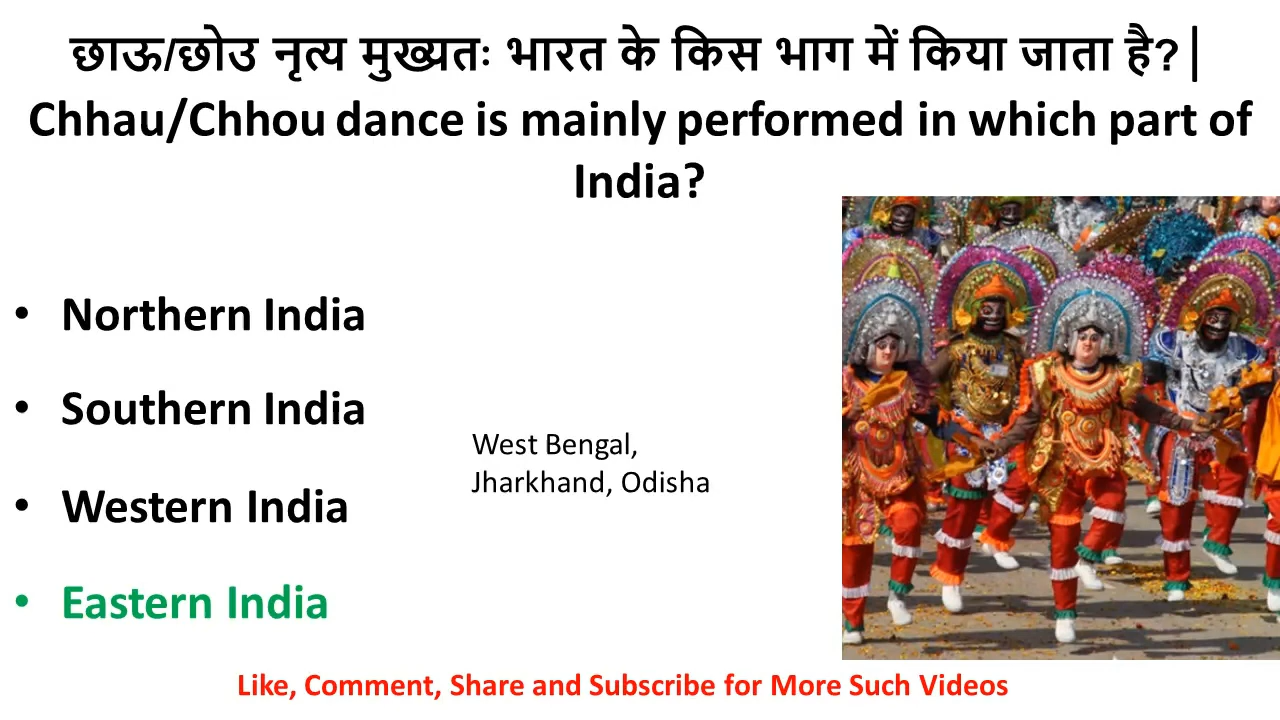 छाऊ/छोउ नृत्य मुख्यतः भारत के किस भाग में किया जाता है?|
Chhau/Chhou dance is mainly performed in which part of
India?
• Northern India
• Southern India
West Bengal,
Jharkhand, Odisha
• Western India
• Eastern India
Like, Comment, Share and Subscribe for More Such Videos